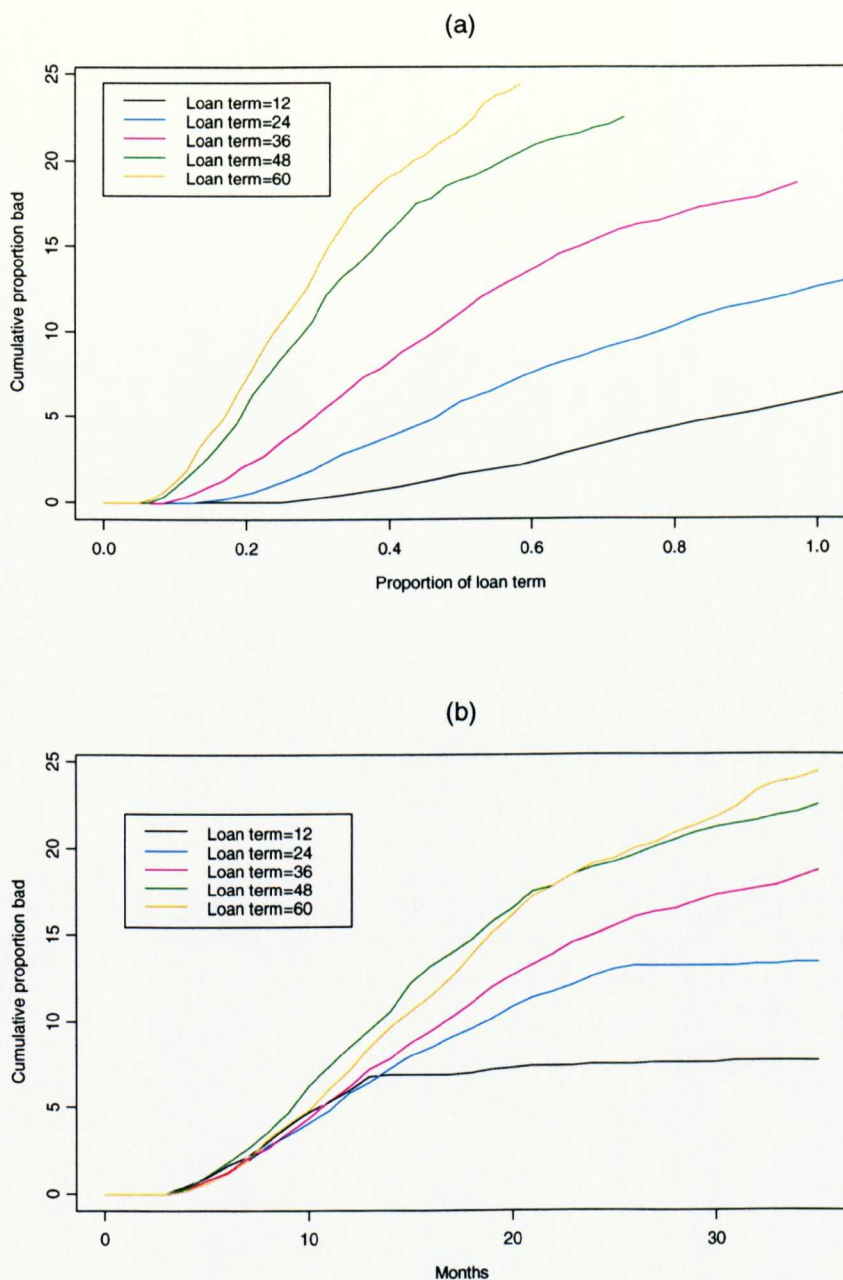 (a)
Cumulative proportion bad
25
20
15
10
5
0
Loan term=12
Loan term=24
Loan term=36
Loan term=48
Loan term=60
0.0 0.2 0.4 0.6 0.8 1.0
Proportion of loan term
(b)
Cumulative proportion bad
25
20
15
10
5
0
Loan term=12
Loan term=24
Loan term=36
Loan term=48
Loan term=60
0 10 20 30
Months